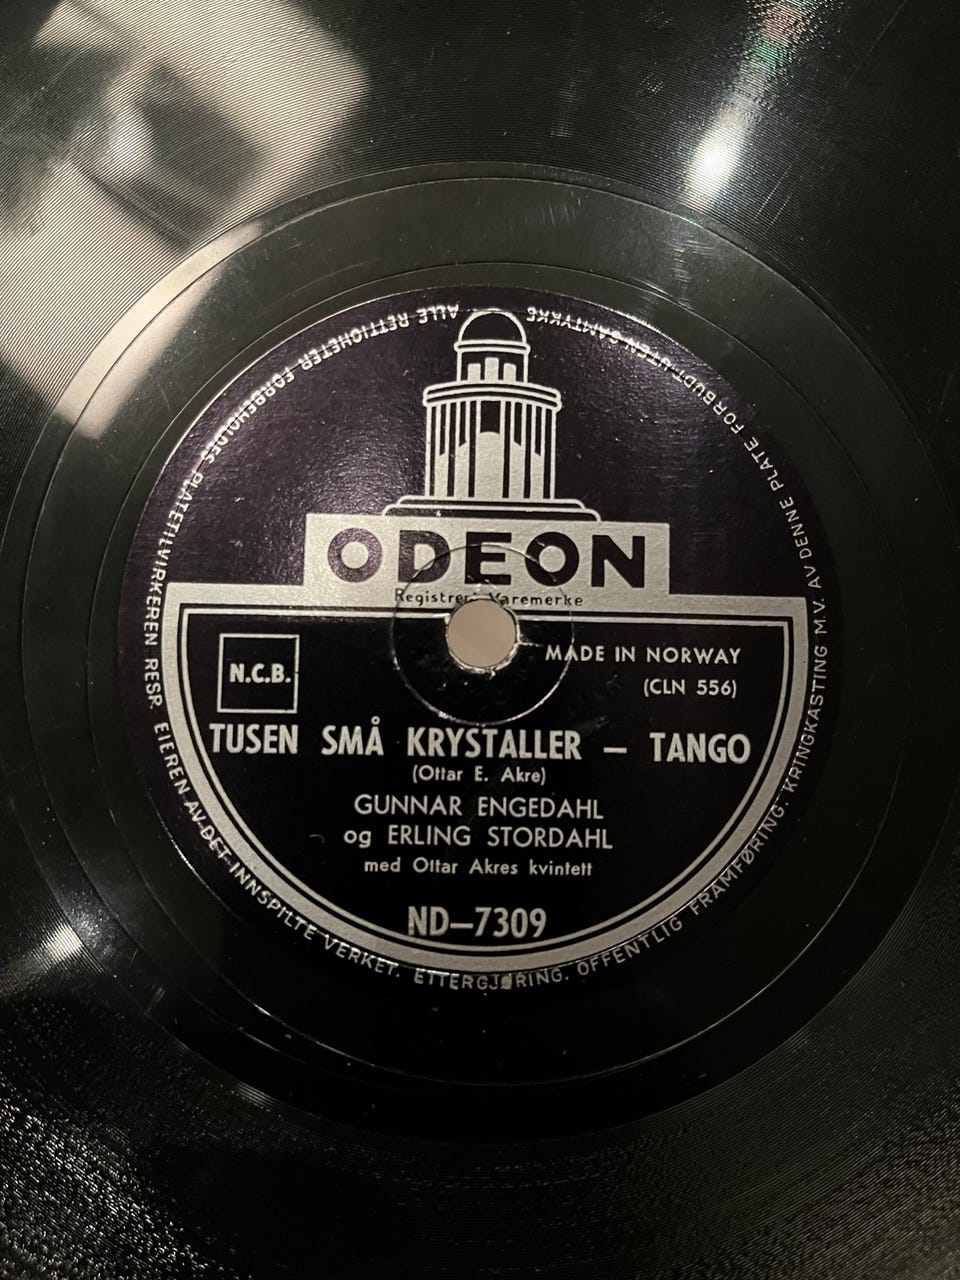 ODEON
Registrert Varemerke
N.C.B.
MADE IN NORWAY
(CLN 556)
TUSEN SMÅ KRYSTALLER – TANGO
(Ottar E. Akre)
GUNNAR ENGEDAHL
og ERLING STORDAHL
med Ottar Akres kvintett
ND–7309
ALLE RETTIGHETER FORBEHOLDES PLATETILVIRKEREN RESP. EIEREN AV DET INNSPILTE VERKET. ETTERGJØRING, OFFENTLIG FRAMFØRING, KRINGKASTING M.V. AV DENNE PLATE FORBUDT UTEN SAMTYKKE